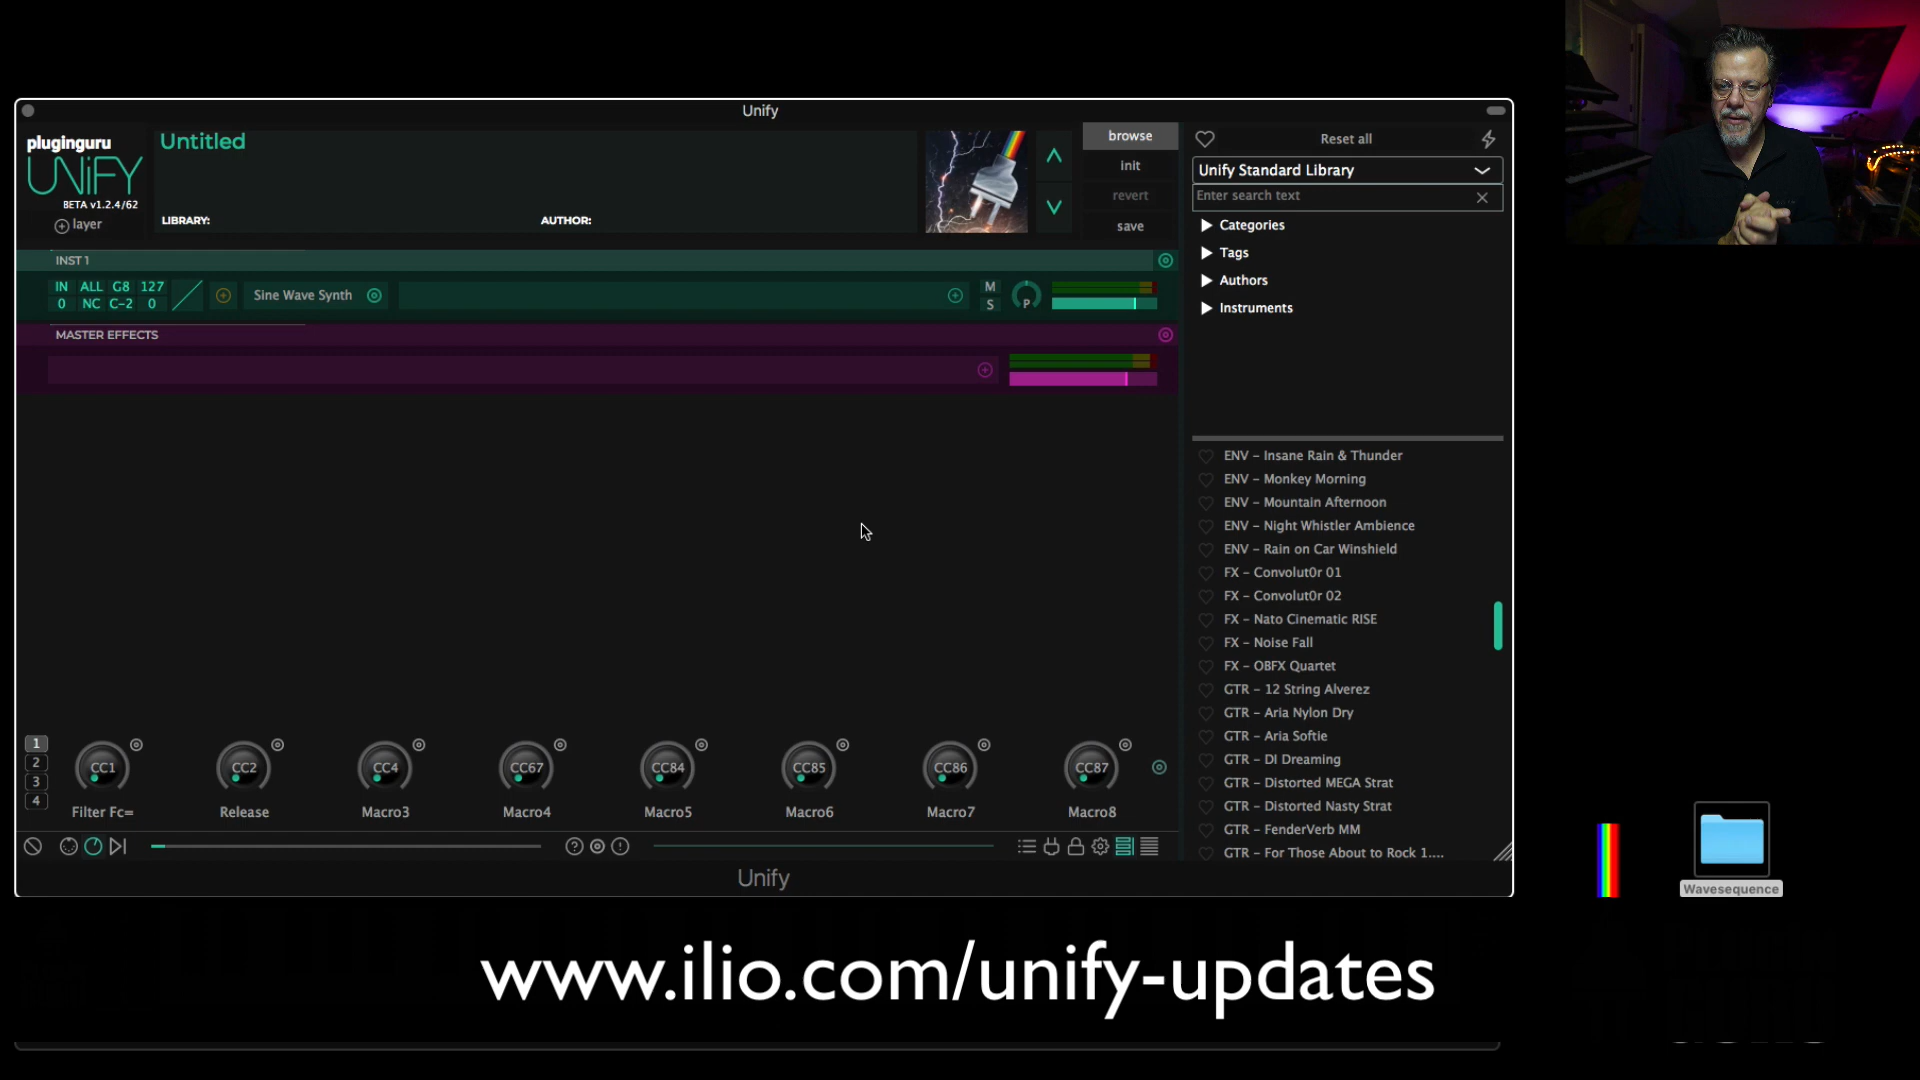 Unify
pluginguru
UNiFY
BETA v1.2.4/62
layer
Untitled
LIBRARY:
AUTHOR:
browse
init
revert
save
Reset all
Unify Standard Library
Enter search text
Categories
Tags
Authors
Instruments
INST 1
IN ALL G8 127
0 NC C-2 0
Sine Wave Synth
M
S
P
MASTER EFFECTS
ENV - Insane Rain & Thunder
ENV - Monkey Morning
ENV - Mountain Afternoon
ENV - Night Whistler Ambience
ENV - Rain on Car Winshield
FX - Convolut0r 01
FX - Convolut0r 02
FX - Nato Cinematic RISE
FX - Noise Fall
FX - OBFX Quartet
GTR - 12 String Alverez
GTR - Aria Nylon Dry
GTR - Aria Softie
GTR - DI Dreaming
GTR - Distorted MEGA Strat
GTR - Distorted Nasty Strat
GTR - FenderVerb MM
GTR - For Those About to Rock 1....
1
2
3
4
CC1 CC2 CC4 CC67 CC84 CC85 CC86 CC87
Filter Fc= Release Macro3 Macro4 Macro5 Macro6 Macro7 Macro8
Unify
Wavesequence
www.ilio.com/unify-updates